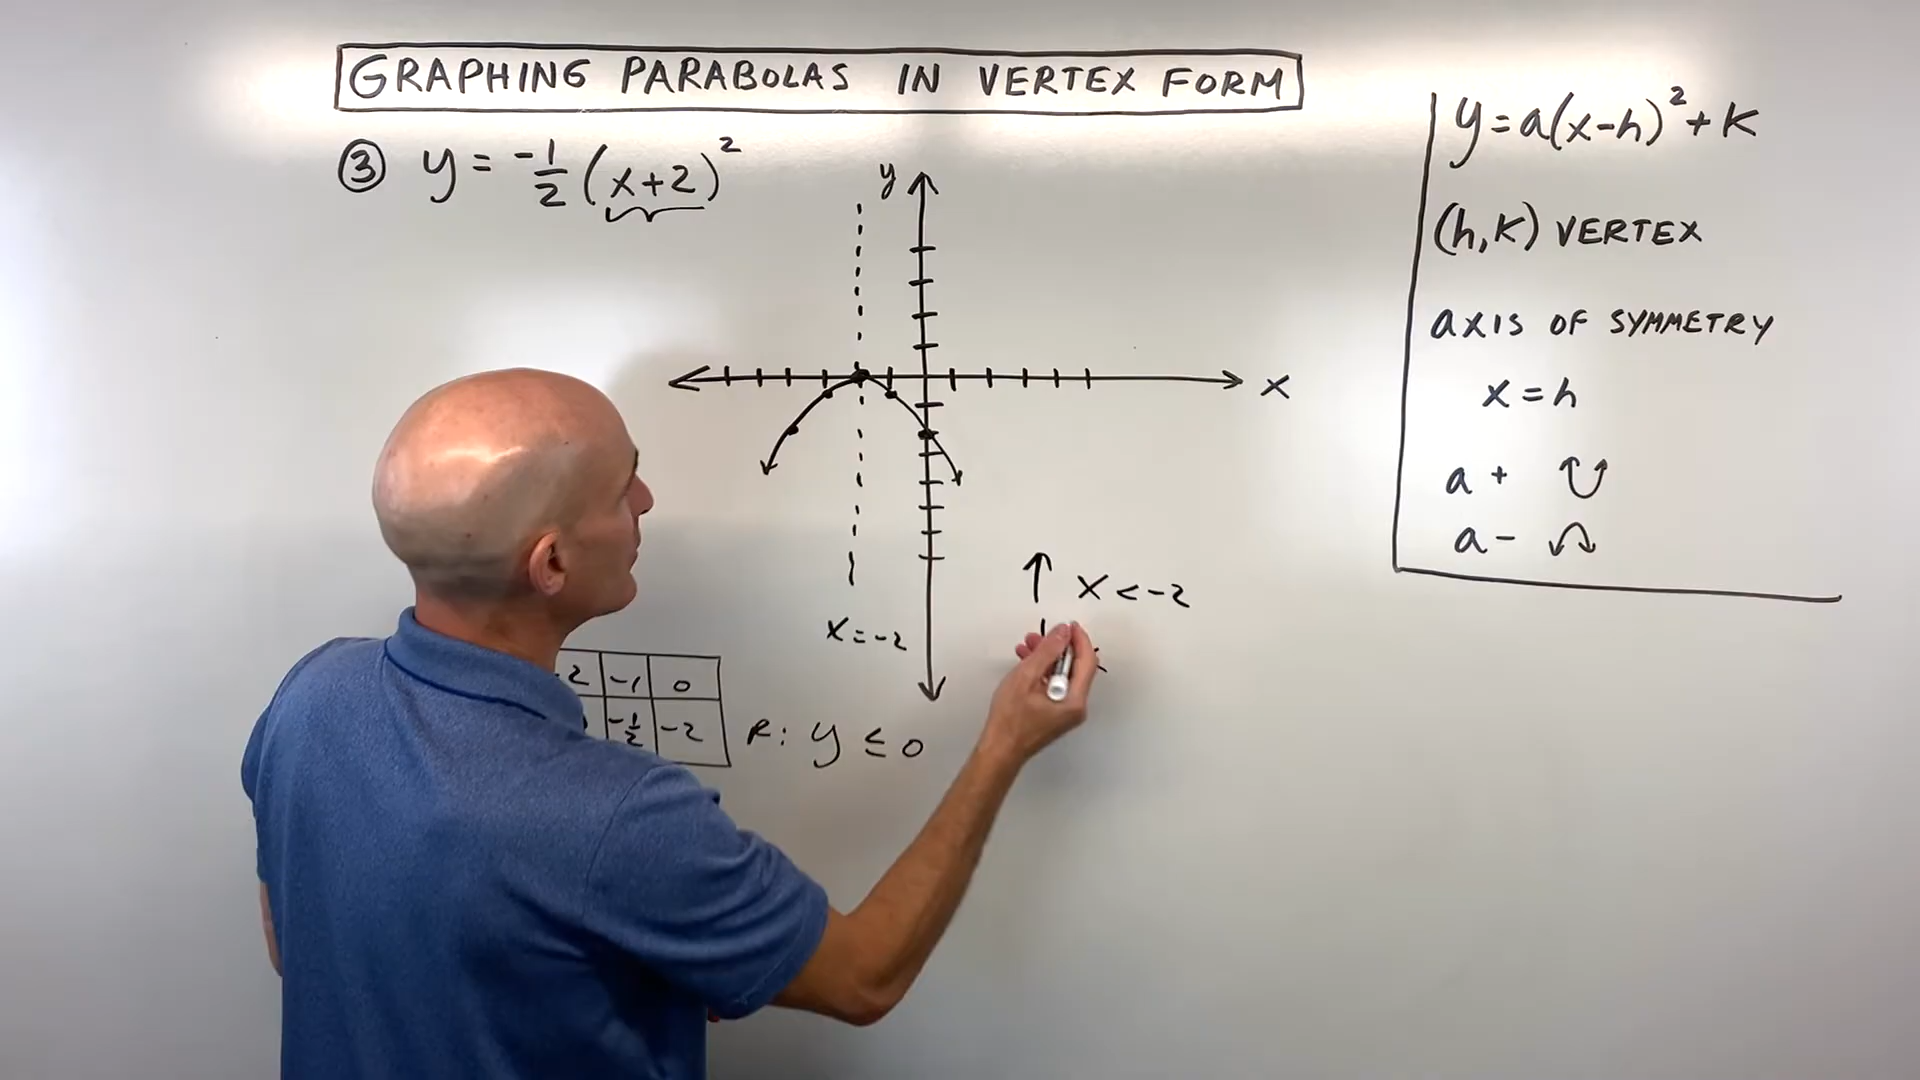 GRAPHING PARABOLAS IN VERTEX FORM
③ y = -1/2 (x+2)²
y
x
x = -2
-2 | -1 | 0
-1/2 | -2
R: y ≤ 0
↑ x < -2
y = a(x-h)² + k
(h,k) VERTEX
axis OF SYMMETRY
x = h
a +
a -